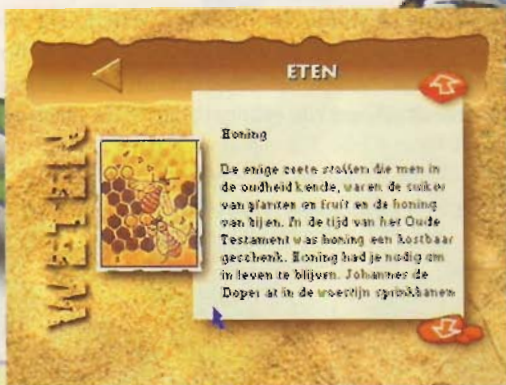 ETEN
WETERIJ
Honing
De enige zoete stoffen die men in
de oudheid kende, waren de suiker
van planten en fruit en de honing
van bijen. In de tijd van het Oude
Testament was honing een kostbaar
geschenk. Honing had je nodig om
in leven te blijven. Johannes de
Doper at in de woestijn sprinkhanen